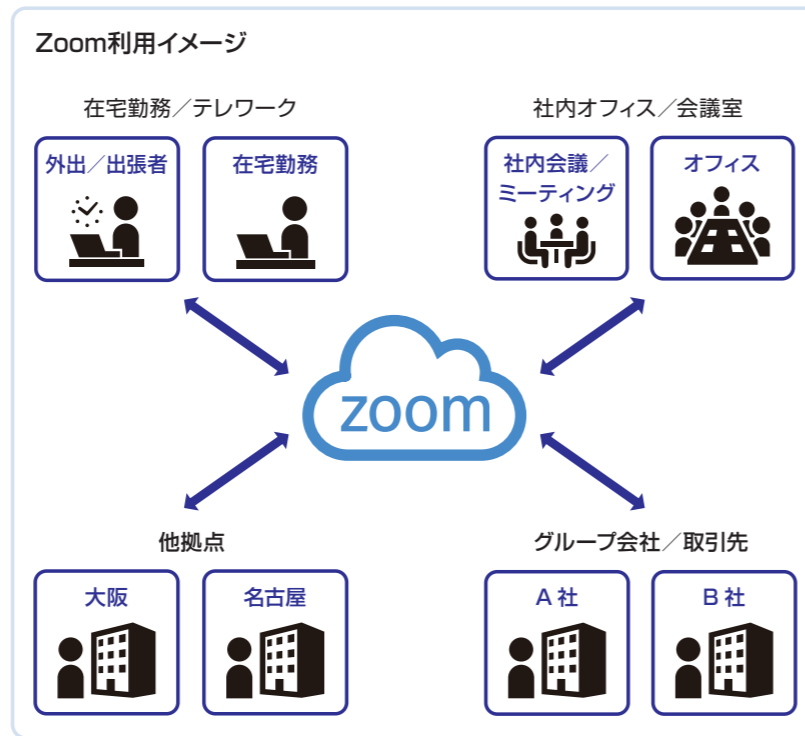 Zoom利用イメージ
在宅勤務／テレワーク
外出／出張者
在宅勤務
社内オフィス／会議室
社内会議／
ミーティング
オフィス
zoom
他拠点
大阪
名古屋
グループ会社／取引先
A 社
B 社